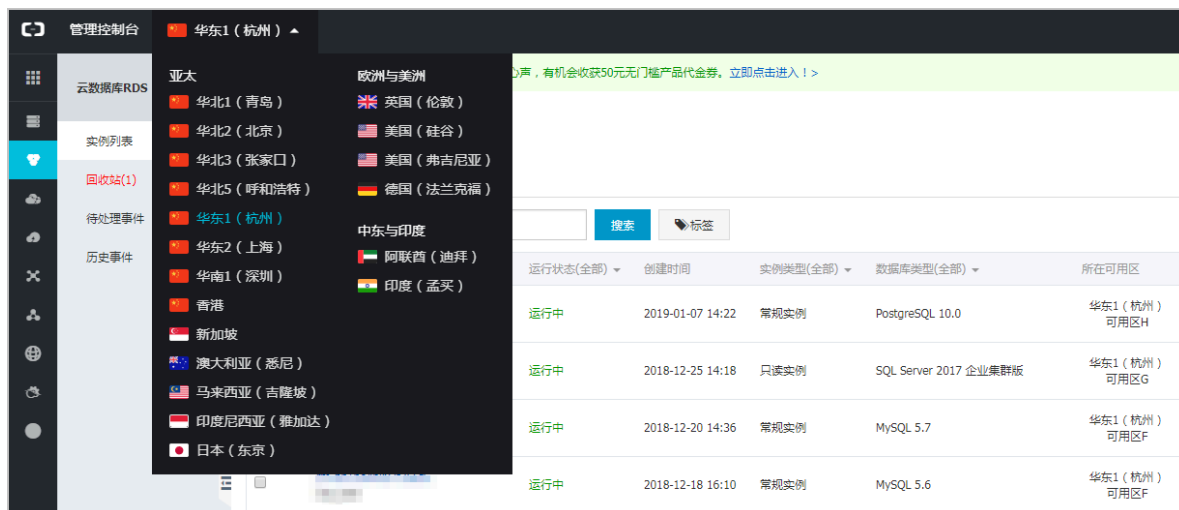 管理控制台
华东1 ( 杭州 )
亚太
华北1 ( 青岛 )
华北2 ( 北京 )
华北3 ( 张家口 )
华北5 ( 呼和浩特 )
华东1 ( 杭州 )
华东2 ( 上海 )
华南1 ( 深圳 )
香港
新加坡
澳大利亚 ( 悉尼 )
马来西亚 ( 吉隆坡 )
印度尼西亚 ( 雅加达 )
日本 ( 东京 )
欧洲与美洲
英国 ( 伦敦 )
美国 ( 硅谷 )
美国 ( 弗吉尼亚 )
德国 ( 法兰克福 )
中东与印度
阿联酋 ( 迪拜 )
印度 ( 孟买 )
云数据库RDS
实例列表
回收站(1)
待处理事件
历史事件
心声，有机会收获50元无门槛产品代金券。立即点击进入！>
搜索
标签
运行状态(全部) 创建时间 实例类型(全部) 数据库类型(全部) 所在可用区
运行中 2019-01-07 14:22 常规实例 PostgreSQL 10.0 华东1 ( 杭州 )
可用区H
运行中 2018-12-25 14:18 只读实例 SQL Server 2017 企业集群版 华东1 ( 杭州 )
可用区G
运行中 2018-12-20 14:36 常规实例 MySQL 5.7 华东1 ( 杭州 )
可用区F
运行中 2018-12-18 16:10 常规实例 MySQL 5.6 华东1 ( 杭州 )
可用区F